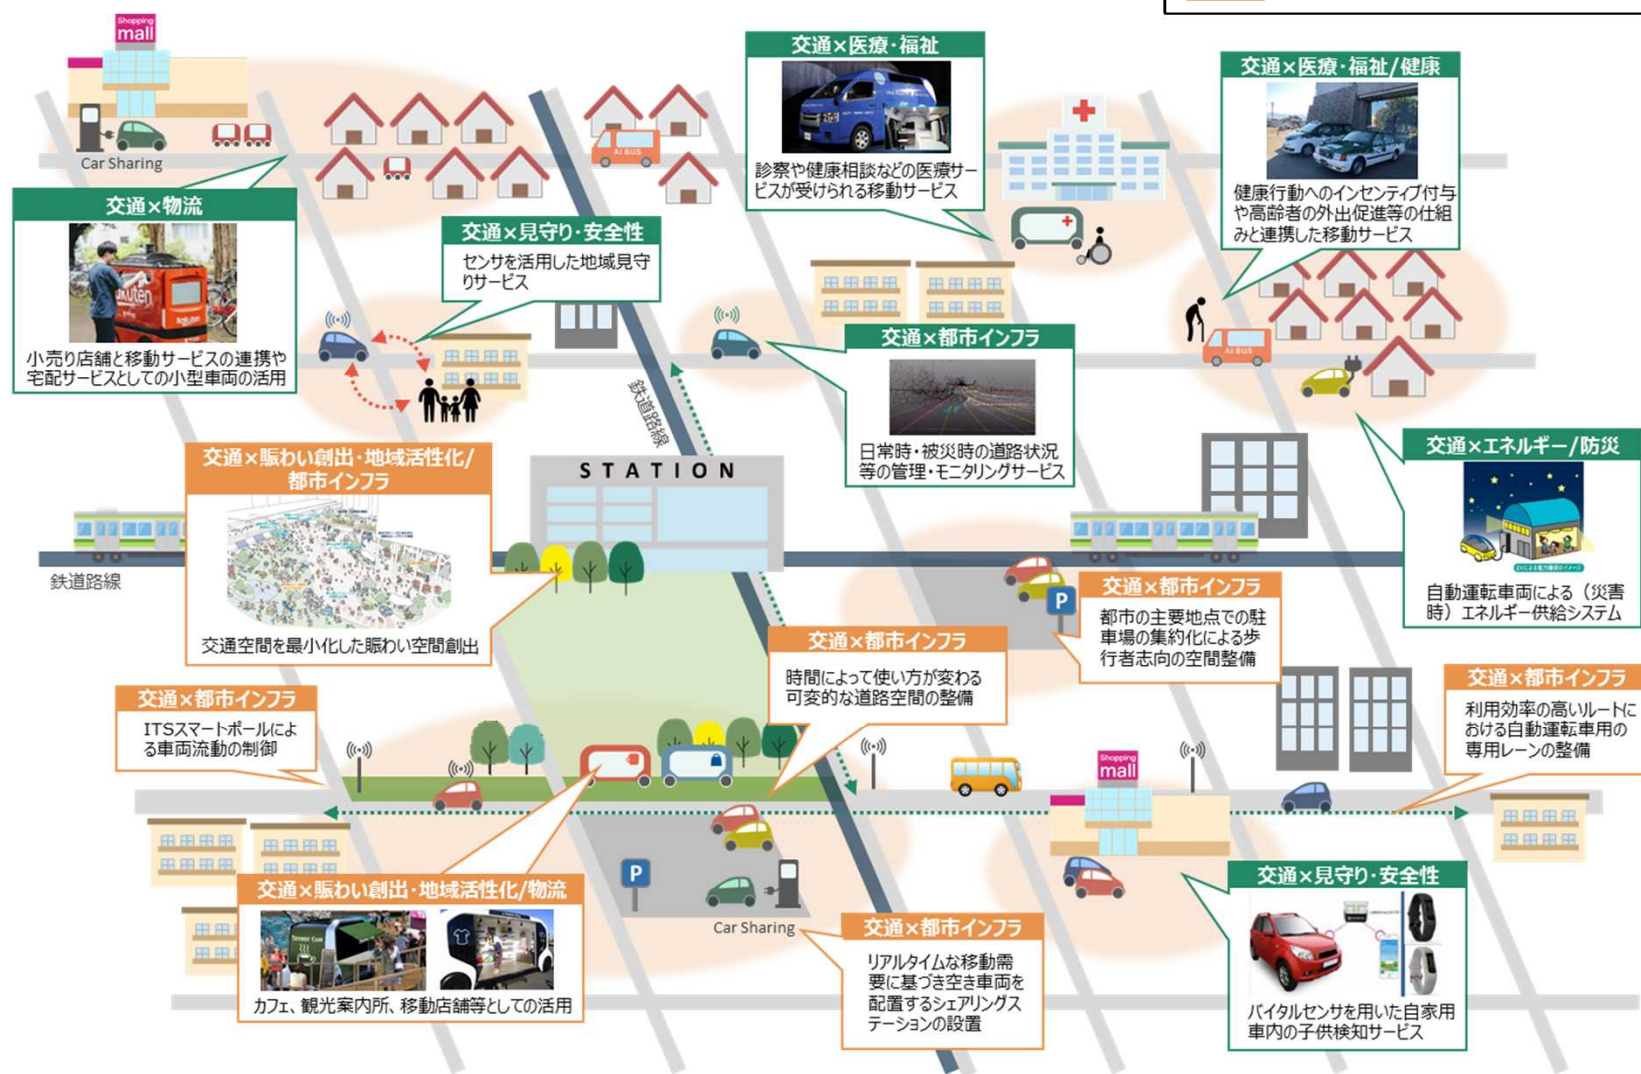 Shopping
mall
Car Sharing
交通×物流
Rakuten
小売り店舗と移動サービスの連携や
宅配サービスとしての小型車両の活用
AI BUS
交通×見守り・安全性
センサを活用した地域見守
りサービス
交通×医療・福祉
診察や健康相談などの医療サー
ビスが受けられる移動サービス
交通×医療・福祉/健康
健康行動へのインセンティブ付与
や高齢者の外出促進等の仕組
みと連携した移動サービス
AI BUS
交通×都市インフラ
日常時・被災時の道路状況
等の管理・モニタリングサービス
鉄道路線
交通×エネルギー/防災
自動運転車両による（災害
時）エネルギー供給システム
交通×賑わい創出・地域活性化/
都市インフラ
交通空間を最小化した賑わい空間創出
STATION
鉄道路線
P
交通×都市インフラ
都市の主要地点での駐
車場の集約化による歩
行者志向の空間整備
交通×都市インフラ
時間によって使い方が変わる
可変的な道路空間の整備
交通×都市インフラ
ITSスマートポールによ
る車両流動の制御
交通×都市インフラ
利用効率の高いルートに
おける自動運転車用の
専用レーンの整備
Shopping
mall
交通×賑わい創出・地域活性化/物流
カフェ、観光案内所、移動店舗等としての活用
P
Car Sharing
交通×都市インフラ
リアルタイムな移動需
要に基づき空き車両を
配置するシェアリングス
テーションの設置
交通×見守り・安全性
バイタルセンサを用いた自家用
車内の子供検知サービス